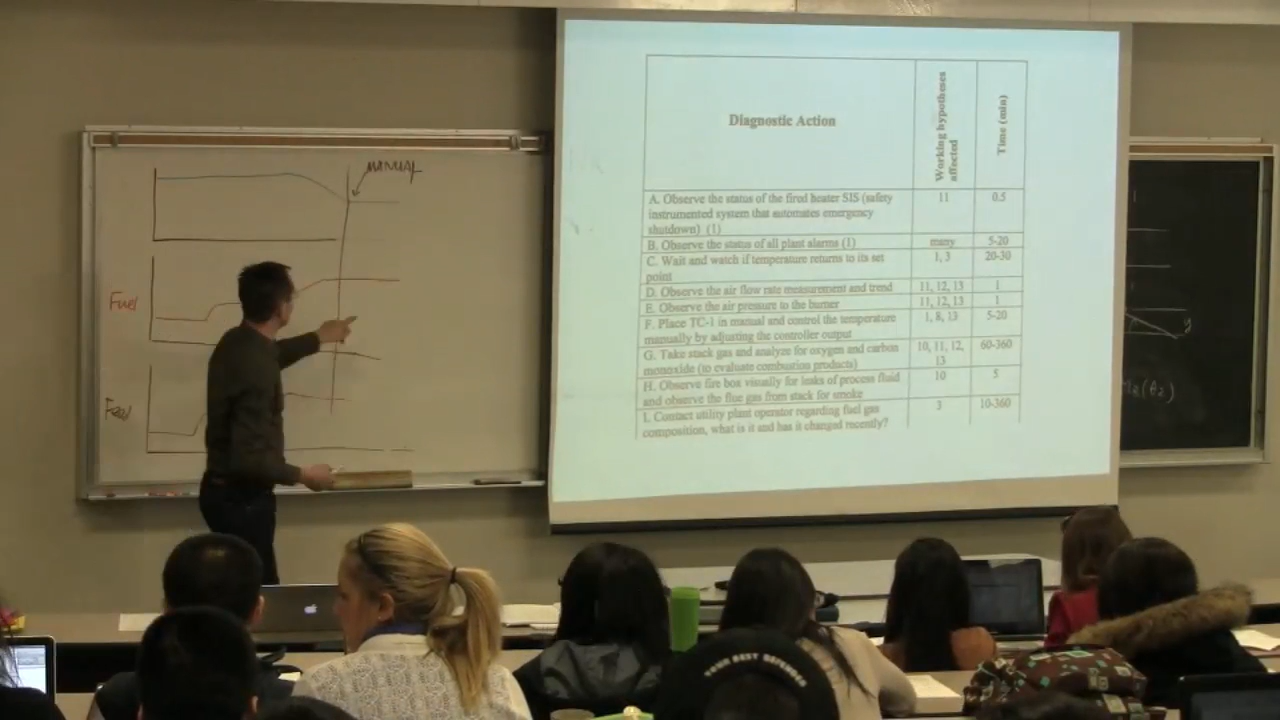 MANUAL
Fuel
Feed
Diagnostic Action
Working hypotheses
affected
Time (min)
A. Observe the status of the fired heater SIS (safety
instrumented system that automates emergency
shutdown) (1)
11
0.5
B. Observe the status of all plant alarms (1)
many
5-20
C. Wait and watch if temperature returns to its set
point
1, 3
20-30
D. Observe the air flow rate measurement and trend
11, 12, 13
1
E. Observe the air pressure to the burner
11, 12, 13
1
F. Place TC-1 in manual and control the temperature
manually by adjusting the controller output
1, 8, 13
5-20
G. Take stack gas and analyze for oxygen and carbon
monoxide (to evaluate combustion products)
10, 11, 12,
13
60-360
H. Observe fire box visually for leaks of process fluid
and observe the flue gas from stack for smoke
10
5
I. Contact utility plant operator regarding fuel gas
composition, what is it and has it changed recently?
3
10-360
YOUR BEST